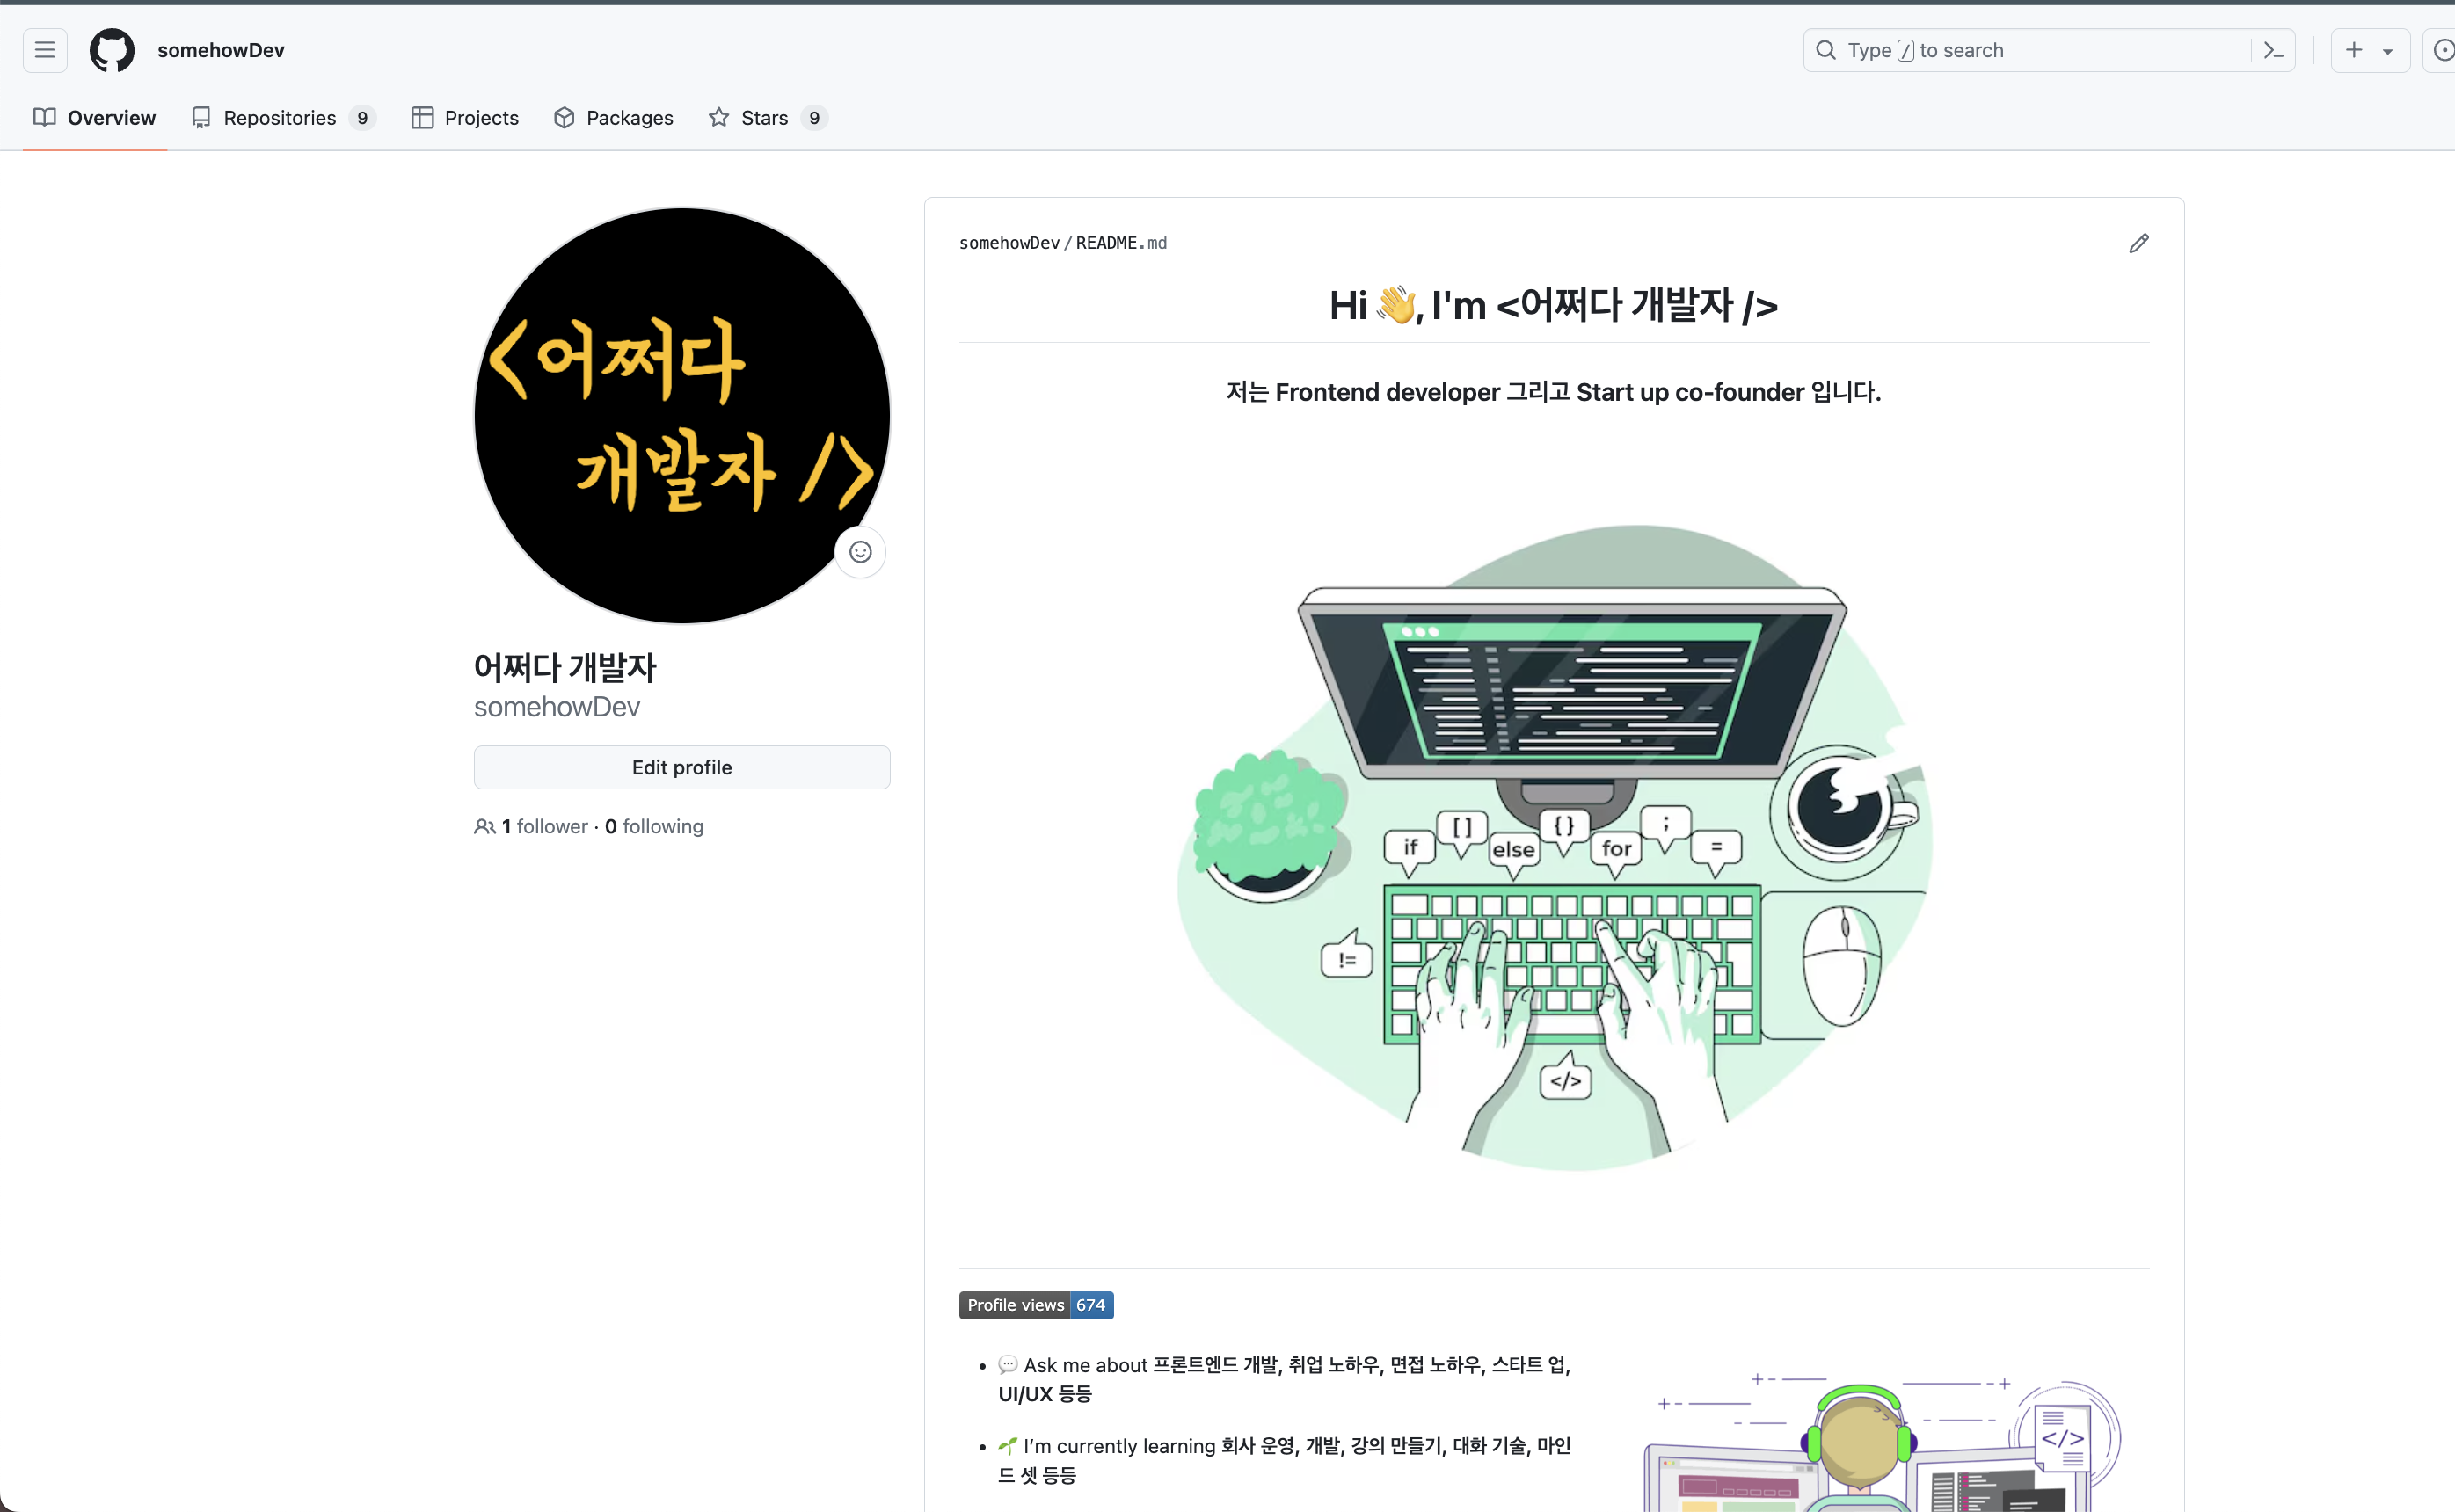 somehowDev
Type / to search
Overview
Repositories 9
Projects
Packages
Stars 9
<어쩌다
개발자 />
어쩌다 개발자
somehowDev
Edit profile
1 follower · 0 following
somehowDev / README.md
Hi 👋, I'm <어쩌다 개발자 />
저는 Frontend developer 그리고 Start up co-founder 입니다.
if
[ ]
else
{ }
for
;
=
!=
</>
Profile views 674
• 💬 Ask me about 프론트엔드 개발, 취업 노하우, 면접 노하우, 스타트 업,
UI/UX 등등
• 🌱 I’m currently learning 회사 운영, 개발, 강의 만들기, 대화 기술, 마인
드 셋 등등
</>